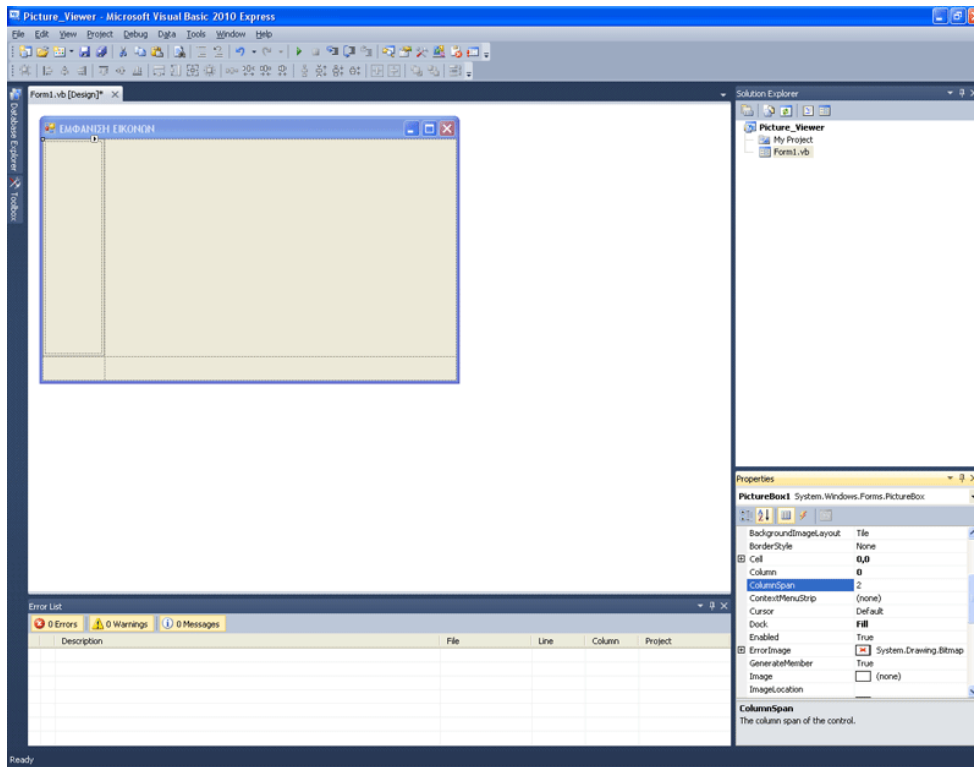 Picture_Viewer - Microsoft Visual Basic 2010 Express
File Edit View Project Debug Data Tools Window Help
Form1.vb [Design]*
Database Explorer
Toolbox
ΕΜΦΑΝΙΣΗ ΕΙΚΟΝΩΝ
Solution Explorer
Picture_Viewer
My Project
Form1.vb
Properties
PictureBox1 System.Windows.Forms.PictureBox
BackgroundImageLayout Tile
BorderStyle None
Cell 0,0
Column 0
ColumnSpan 2
ContextMenuStrip (none)
Cursor Default
Dock Fill
Enabled True
ErrorImage System.Drawing.Bitmap
GenerateMember True
Image (none)
ImageLocation
ColumnSpan
The column span of the control.
Error List
0 Errors 0 Warnings 0 Messages
Description File Line Column Project
Ready